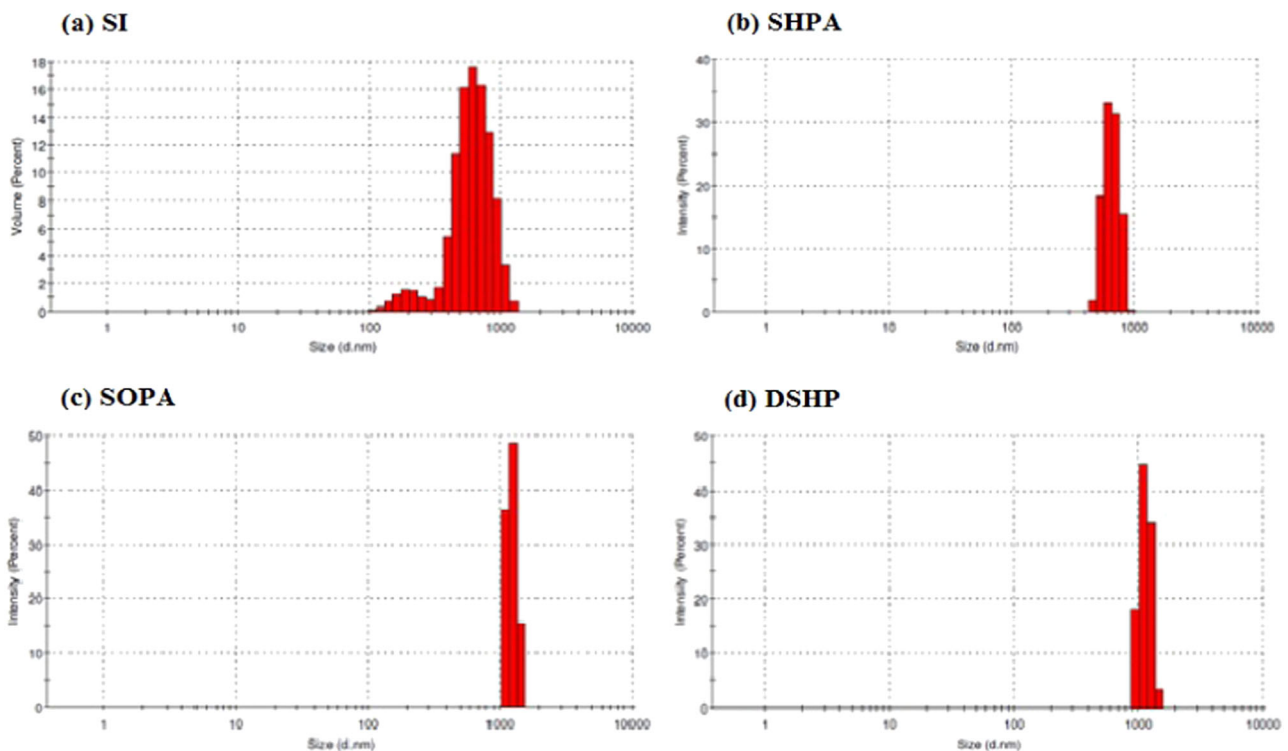 (a) SI
(b) SHPA
Volume (Percent)
18
16
14
12
10
8
6
4
2
0
1 10 100 1000 10000
Size (d.nm)
Intensity (Percent)
40
30
20
10
0
1 10 100 1000 10000
Size (d.nm)
(c) SOPA
(d) DSHP
Intensity (Percent)
50
40
30
20
10
0
1 10 100 1000 10000
Size (d.nm)
Intensity (Percent)
50
40
30
20
10
0
1 10 100 1000 10000
Size (d.nm)